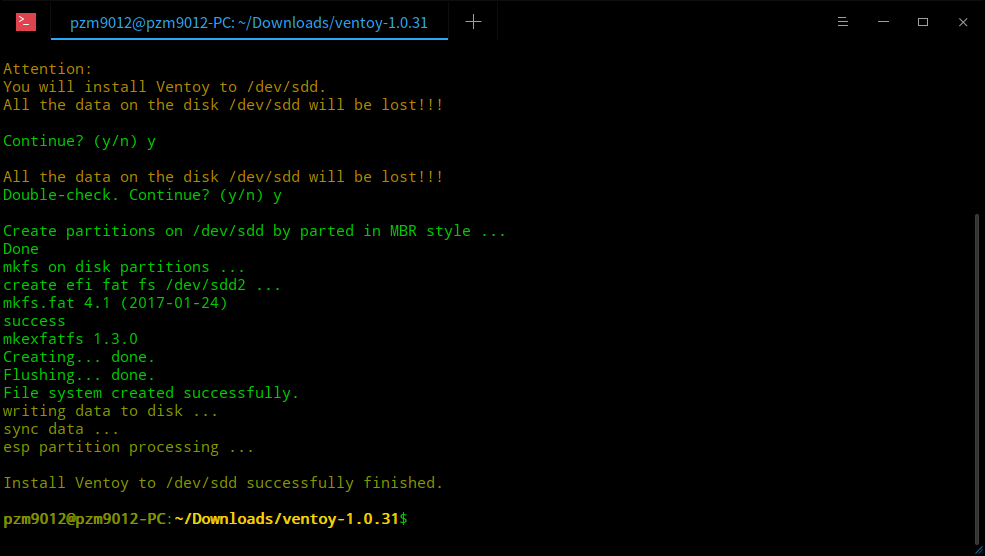 pzm9012@pzm9012-PC: ~/Downloads/ventoy-1.0.31
Attention:
You will install Ventoy to /dev/sdd.
All the data on the disk /dev/sdd will be lost!!!
Continue? (y/n) y
All the data on the disk /dev/sdd will be lost!!!
Double-check. Continue? (y/n) y
Create partitions on /dev/sdd by parted in MBR style ...
Done
mkfs on disk partitions ...
create efi fat fs /dev/sdd2 ...
mkfs.fat 4.1 (2017-01-24)
success
mkexfatfs 1.3.0
Creating... done.
Flushing... done.
File system created successfully.
writing data to disk ...
sync data ...
esp partition processing ...
Install Ventoy to /dev/sdd successfully finished.
pzm9012@pzm9012-PC:~/Downloads/ventoy-1.0.31$